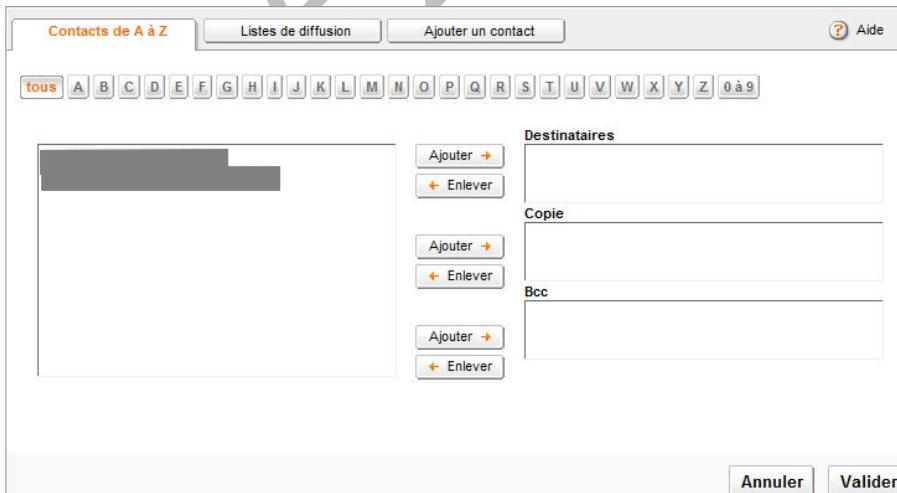 Contacts de A à Z Listes de diffusion Ajouter un contact ? Aide
tous A B C D E F G H I J K L M N O P Q R S T U V W X Y Z 0 à 9
Destinataires
Ajouter
Enlever
Copie
Ajouter
Enlever
Bcc
Ajouter
Enlever
Annuler Valider